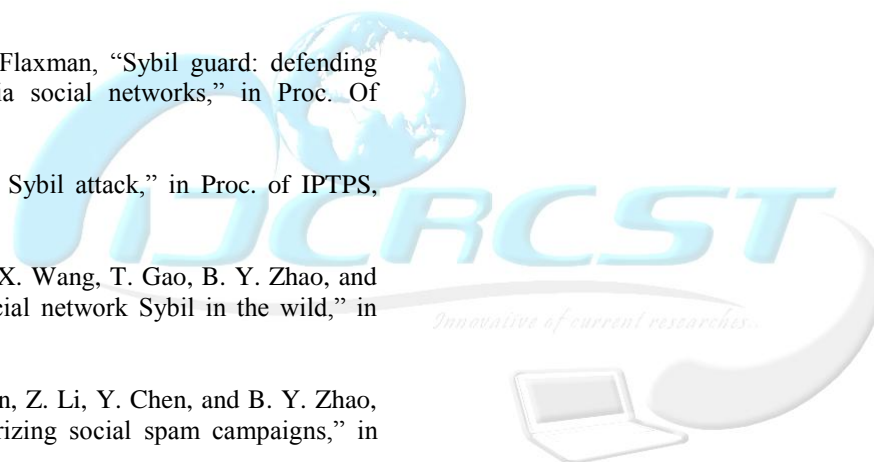 Flaxman, “Sybil guard: defending
ia social networks,” in Proc. Of
Sybil attack,” in Proc. of IPTPS,
X. Wang, T. Gao, B. Y. Zhao, and
cial network Sybil in the wild,” in
n, Z. Li, Y. Chen, and B. Y. Zhao,
rizing social spam campaigns,” in
IJCRCST
Innovative of current researches...